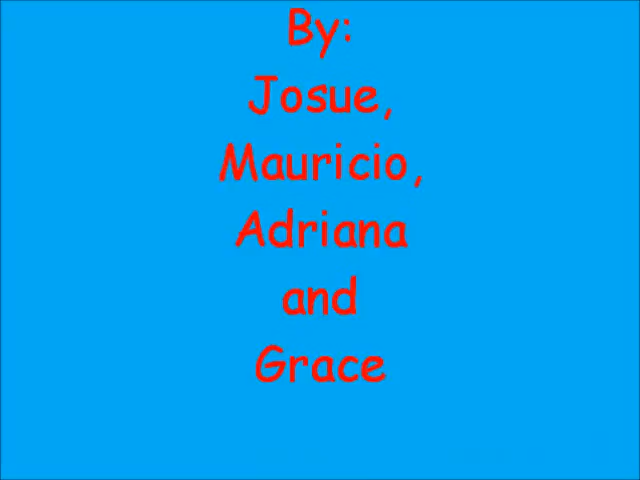 By:
Josue,
Mauricio,
Adriana
and
Grace